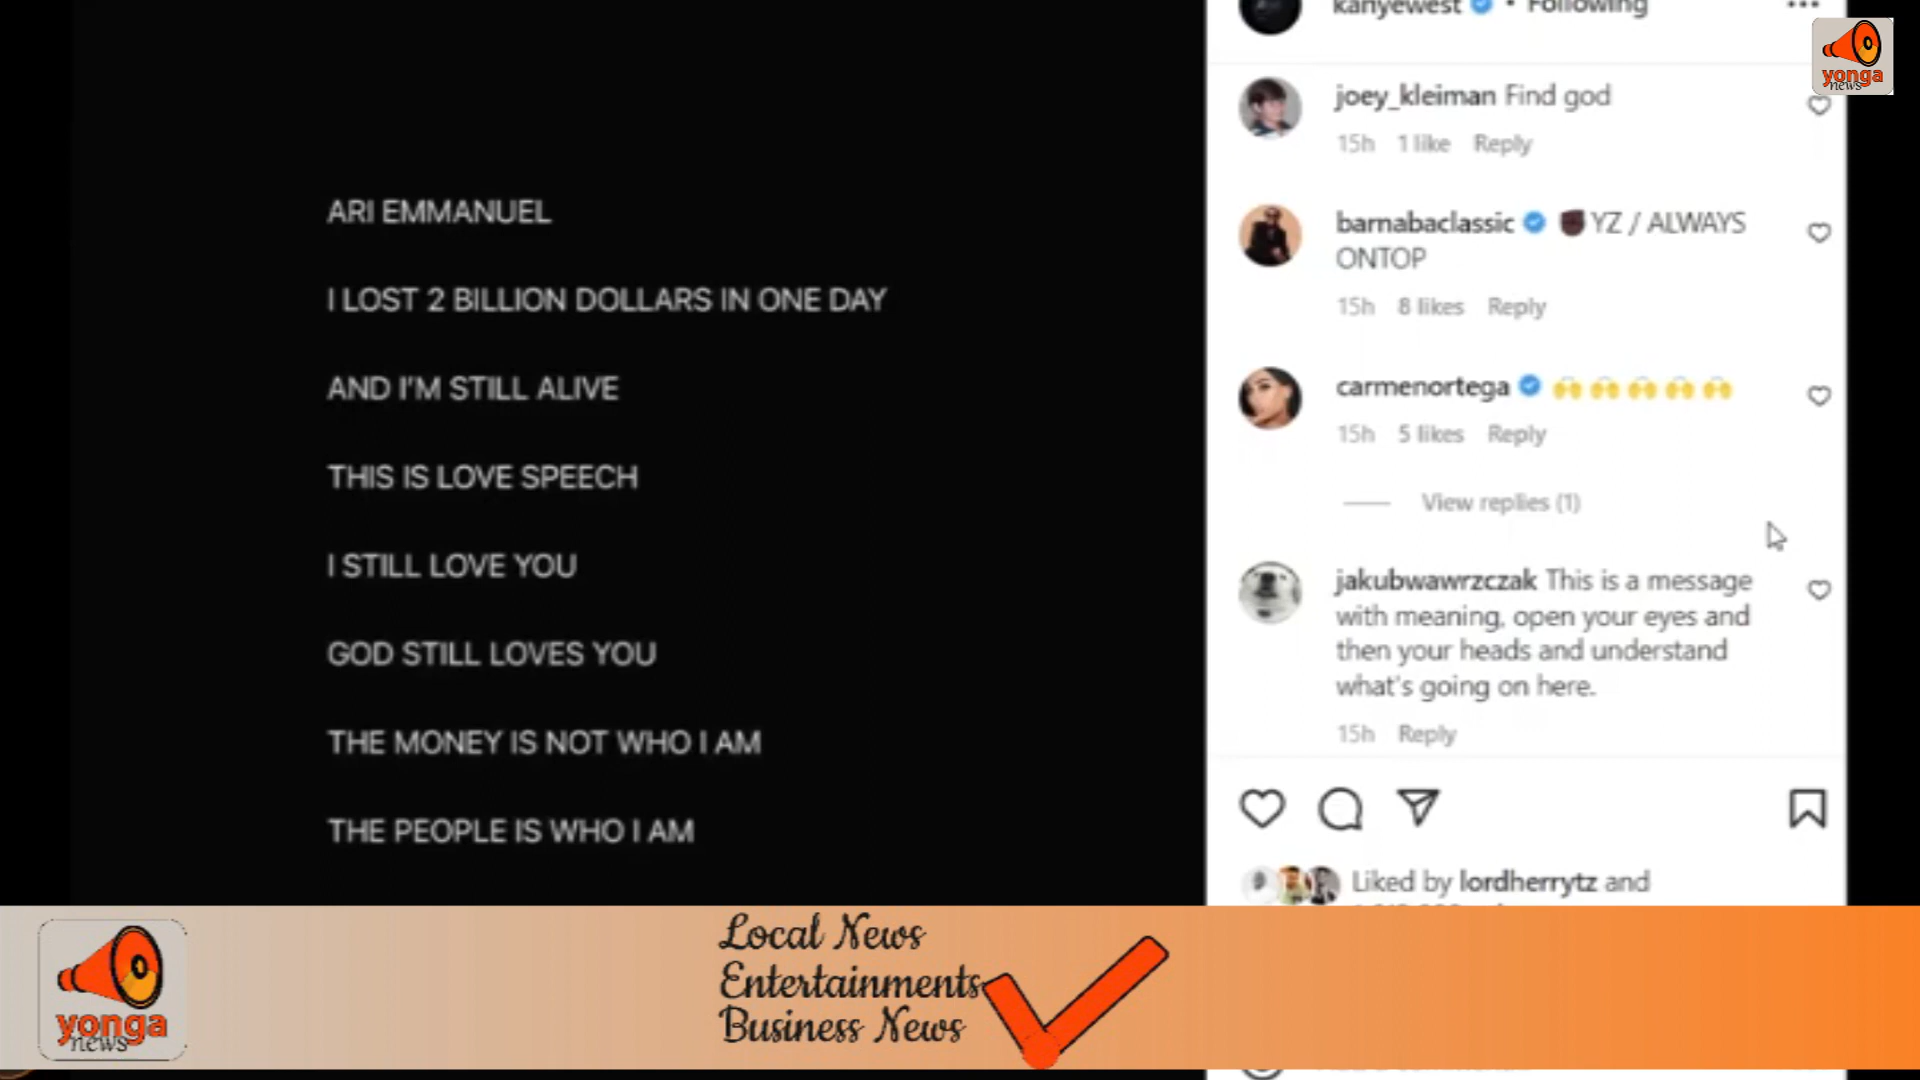 ARI EMMANUEL
I LOST 2 BILLION DOLLARS IN ONE DAY
AND I'M STILL ALIVE
THIS IS LOVE SPEECH
I STILL LOVE YOU
GOD STILL LOVES YOU
THE MONEY IS NOT WHO I AM
THE PEOPLE IS WHO I AM
kanyewest • Following
yonga
news
joey_kleiman Find god
15h 1 like Reply
barnabaclassic YZ / ALWAYS
ONTOP
15h 8 likes Reply
carmenortega
15h 5 likes Reply
View replies (1)
jakubwawrzczak This is a message
with meaning, open your eyes and
then your heads and understand
what's going on here.
15h Reply
Liked by lordherrytz and
yonga
news
Local News
Entertainments
Business News